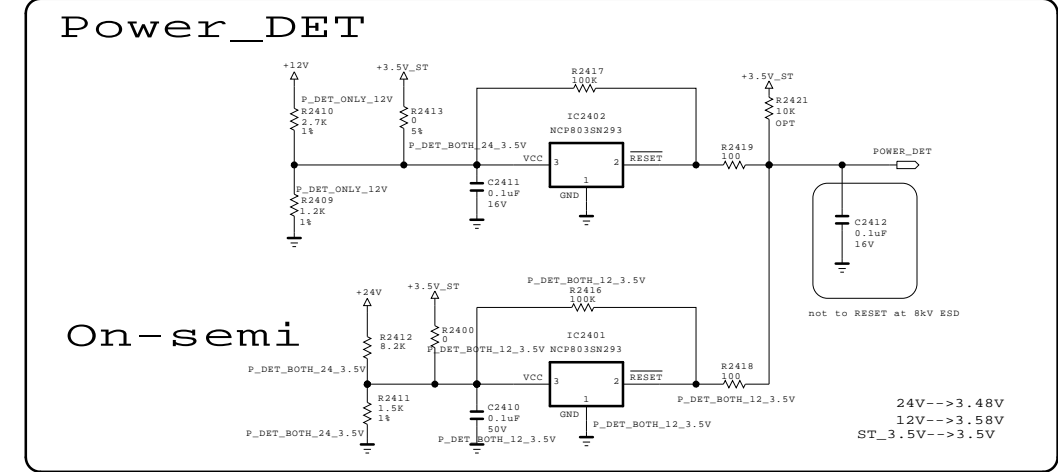 Power_DET
+12V
+3.5V_ST
P_DET_ONLY_12V
R2410
2.7K
1%
R2413
0
5%
P_DET_BOTH_24_3.5V
R2417
100K
IC2402
NCP803SN293
VCC
3
2
RESET
1
GND
C2411
0.1uF
16V
P_DET_ONLY_12V
R2409
1.2K
1%
+3.5V_ST
R2421
10K
OPT
R2419
100
POWER_DET
C2412
0.1uF
16V
not to RESET at 8kV ESD
On-semi
+24V
+3.5V_ST
R2412
8.2K
P_DET_BOTH_24_3.5V
R2400
0
P_DET_BOTH_12_3.5V
P_DET_BOTH_12_3.5V
R2416
100K
IC2401
NCP803SN293
VCC
3
2
RESET
1
GND
P_DET_BOTH_12_3.5V
R2411
1.5K
1%
P_DET_BOTH_24_3.5V
C2410
0.1uF
50V
P_DET_BOTH_12_3.5V
R2418
100
P_DET_BOTH_12_3.5V
24V-->3.48V
12V-->3.58V
ST_3.5V-->3.5V